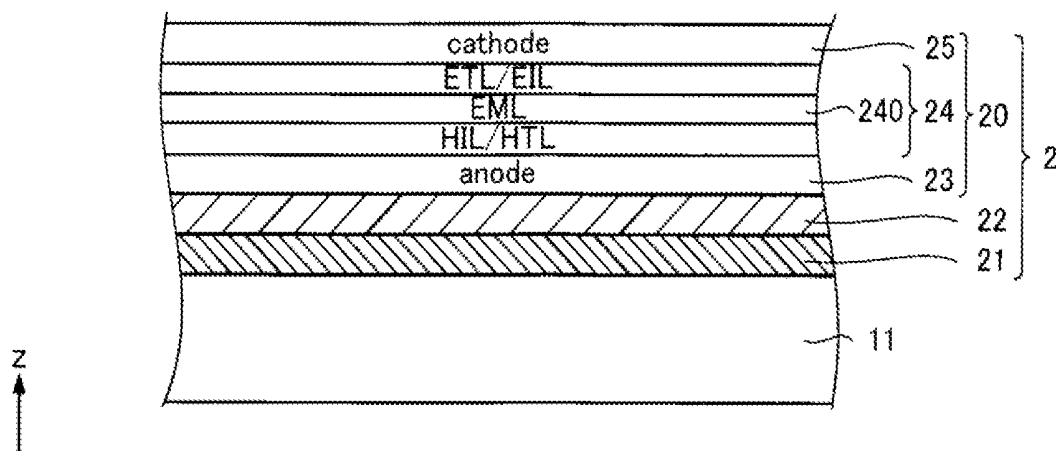 cathode 25
ETL/EIL
EML 240 24 20 2
HIL/HTL
anode 23
22
21
11
z